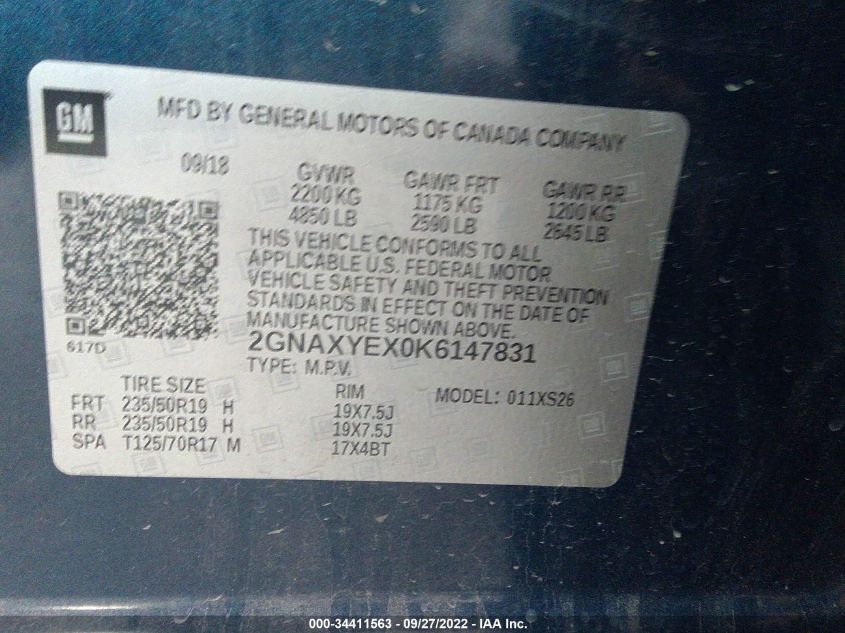 GM
MFD BY GENERAL MOTORS OF CANADA COMPANY
09/18
GVWR GAWR FRT GAWR RR
2200 KG 1175 KG 1200 KG
4850 LB 2590 LB 2645 LB
THIS VEHICLE CONFORMS TO ALL
APPLICABLE U.S. FEDERAL MOTOR
VEHICLE SAFETY AND THEFT PREVENTION
STANDARDS IN EFFECT ON THE DATE OF
MANUFACTURE SHOWN ABOVE.
617D
2GNAXYEX0K6147831
TYPE: M.P.V.
TIRE SIZE RIM MODEL: 011XS26
FRT 235/50R19 H 19X7.5J
RR 235/50R19 H 19X7.5J
SPA T125/70R17 M 17X4BT
000-34411563 - 09/27/2022 - IAA Inc.